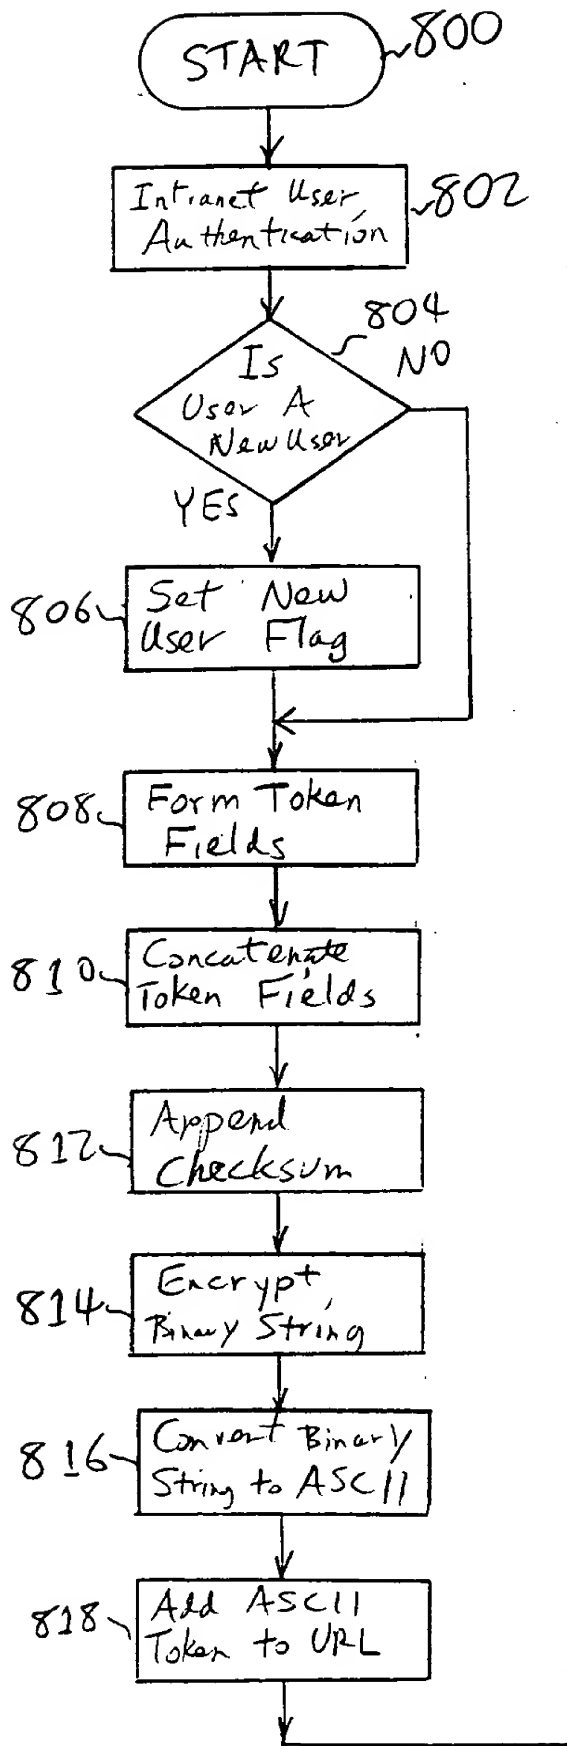 START
800
Intranet User
Authentication
802
804
Is
User A
New User
NO
YES
806
Set New
User Flag
808
Form Token
Fields
810
Concatenate
Token Fields
812
Append
Checksum
814
Encrypt
Binary String
816
Convert Binary
String to ASCII
818
Add ASCII
Token to URL